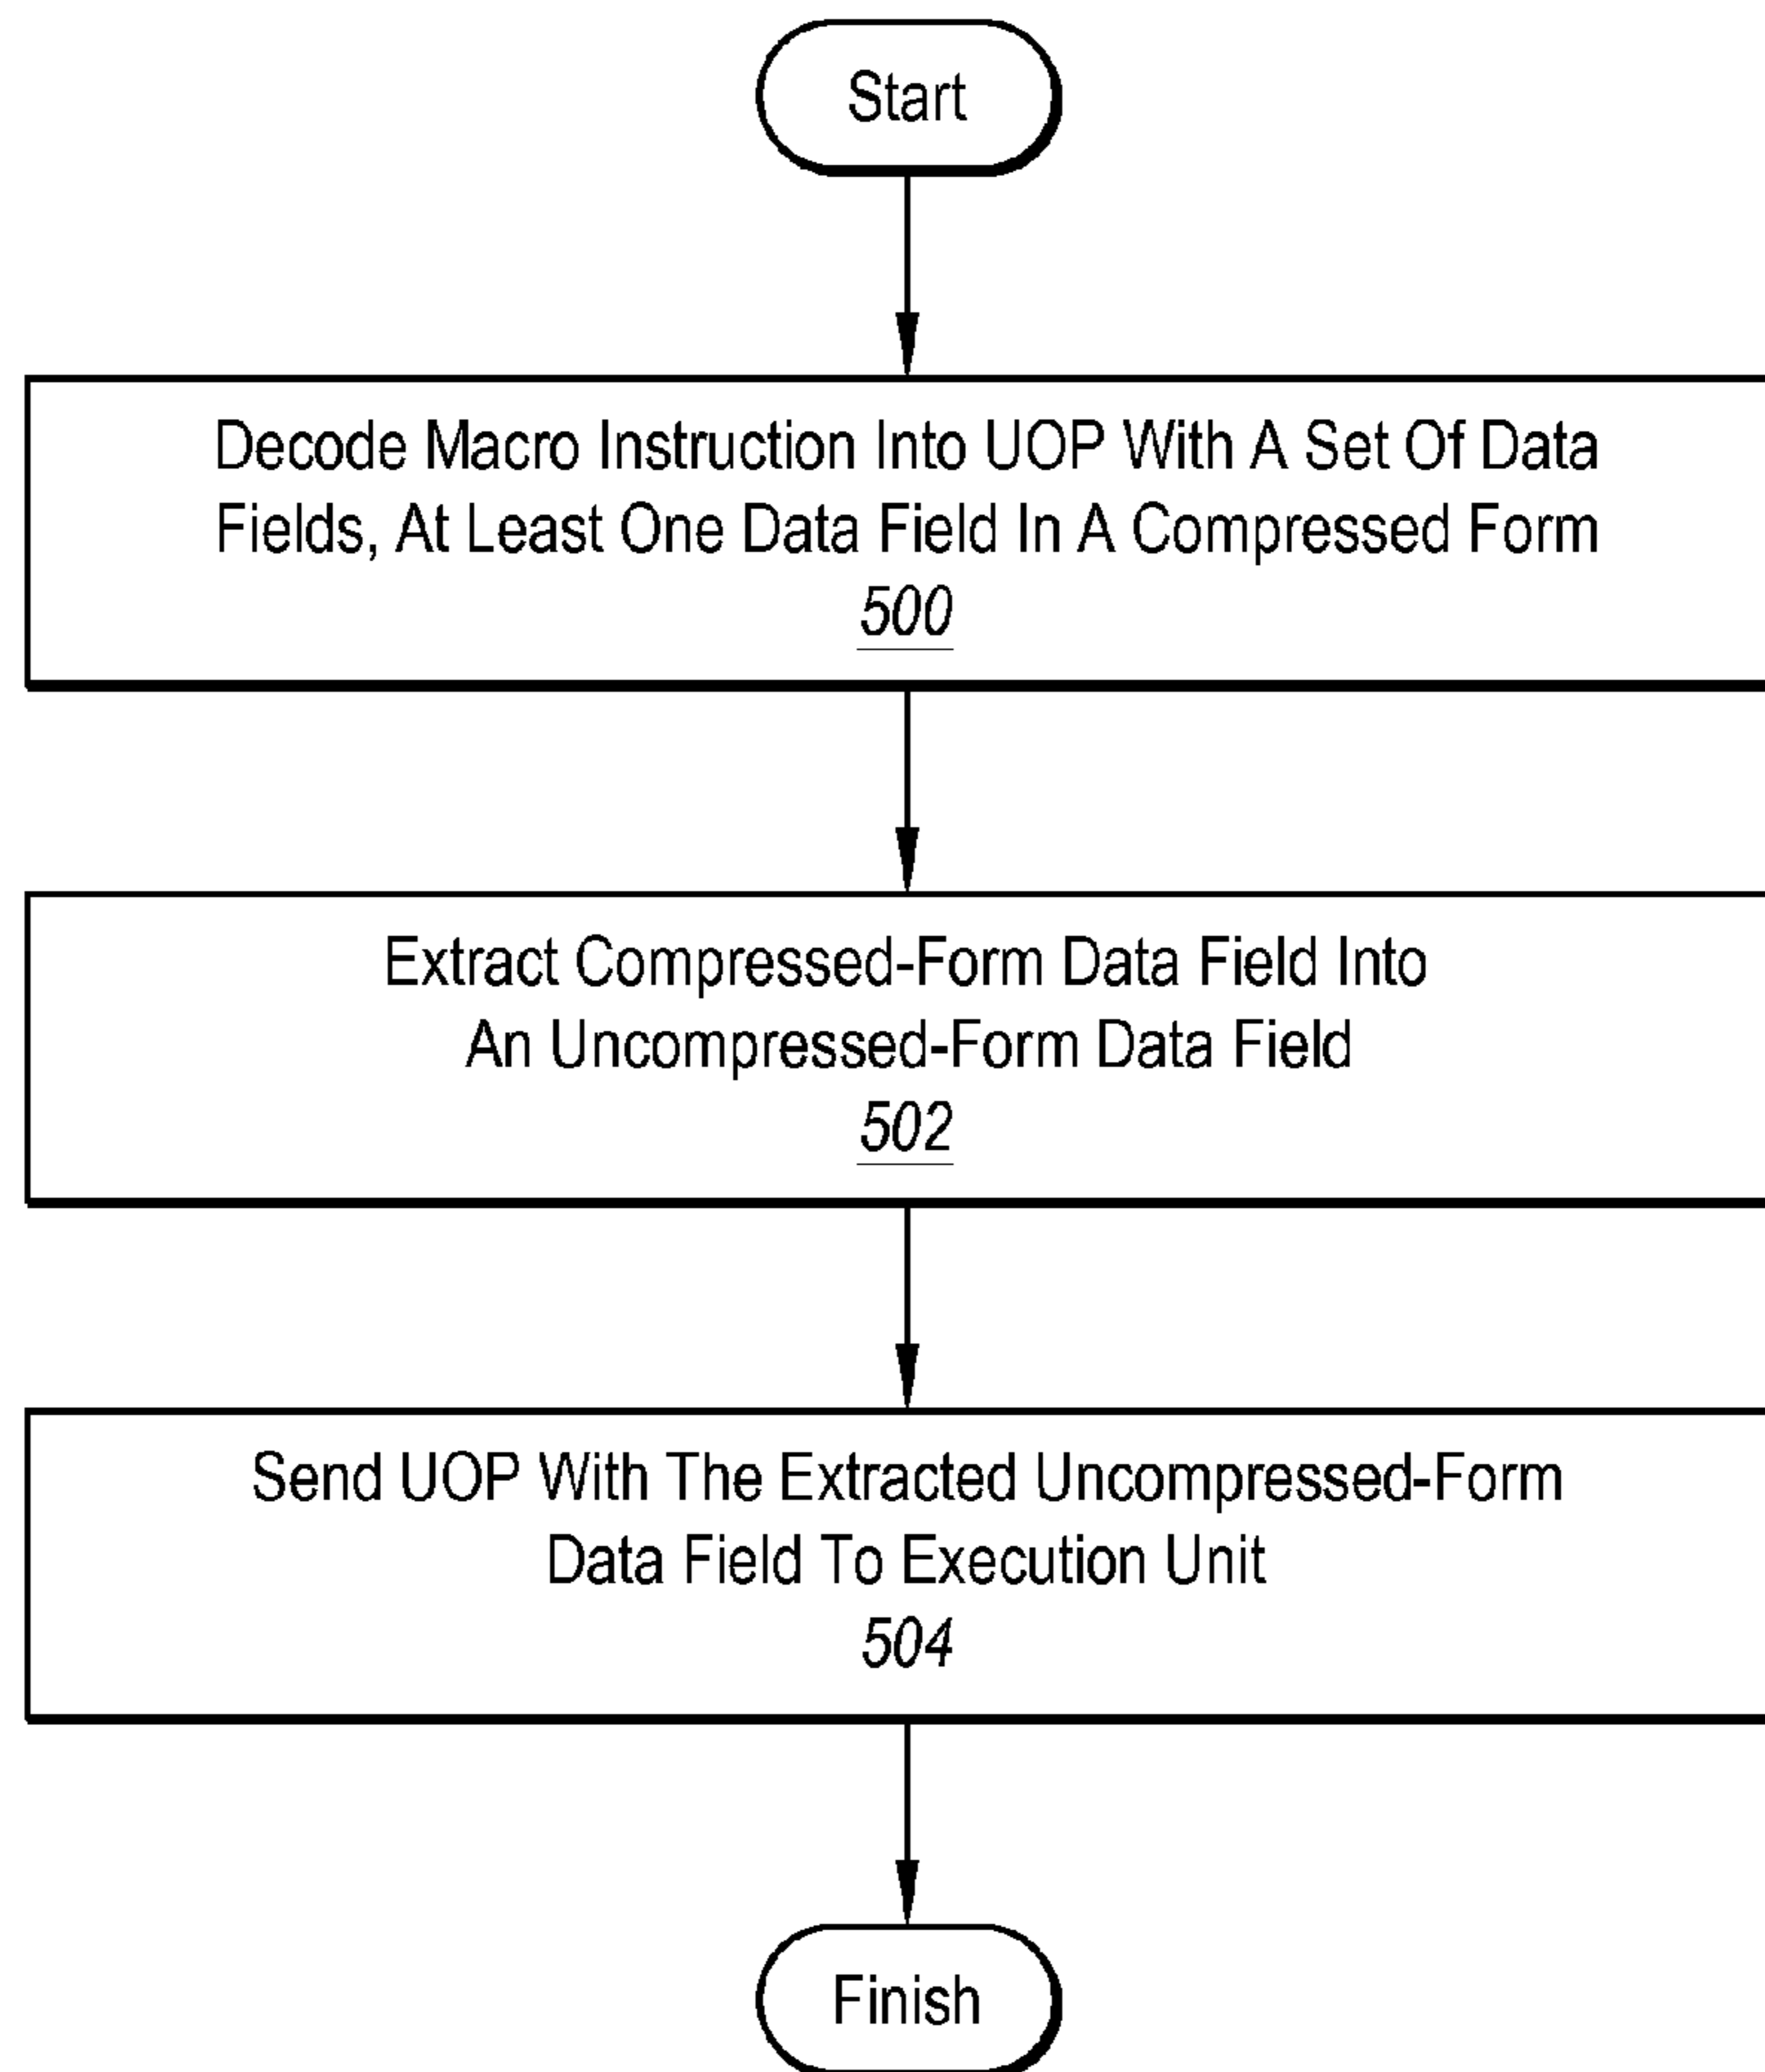 Start
Decode Macro Instruction Into UOP With A Set Of Data
Fields, At Least One Data Field In A Compressed Form
500
Extract Compressed-Form Data Field Into
An Uncompressed-Form Data Field
502
Send UOP With The Extracted Uncompressed-Form
Data Field To Execution Unit
504
Finish